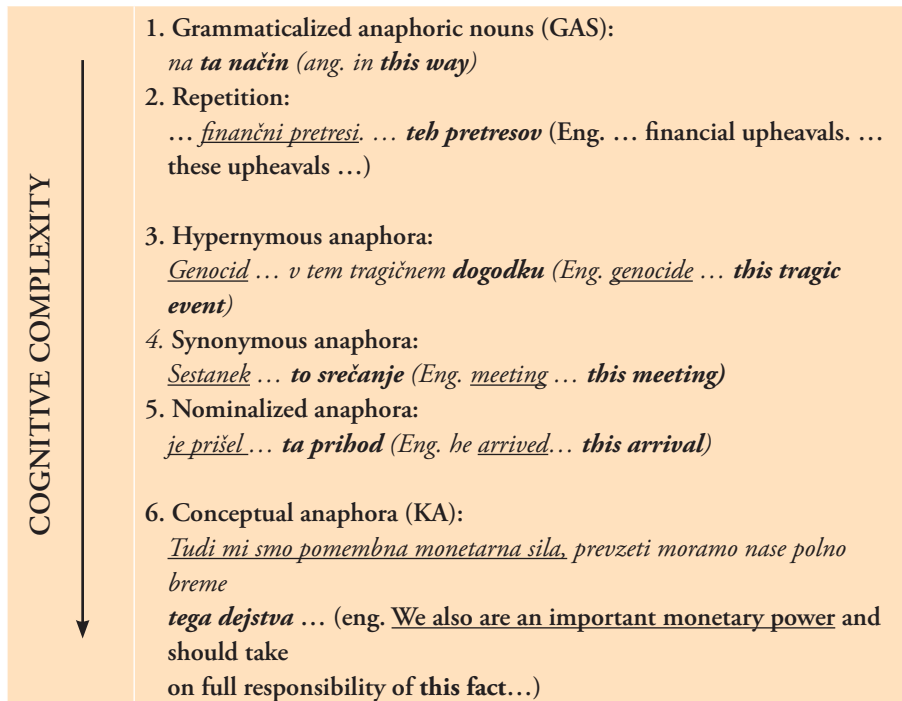 COGNITIVE COMPLEXITY
1. Grammaticalized anaphoric nouns (GAS):
na ta način (ang. in this way)
2. Repetition:
… finančni pretresi. … teh pretresov (Eng. … financial upheavals. …
these upheavals …)
3. Hypernymous anaphora:
Genocid … v tem tragičnem dogodku (Eng. genocide … this tragic
event)
4. Synonymous anaphora:
Sestanek … to srečanje (Eng. meeting … this meeting)
5. Nominalized anaphora:
je prišel … ta prihod (Eng. he arrived… this arrival)
6. Conceptual anaphora (KA):
Tudi mi smo pomembna monetarna sila, prevzeti moramo nase polno
breme
tega dejstva … (eng. We also are an important monetary power and
should take
on full responsibility of this fact…)